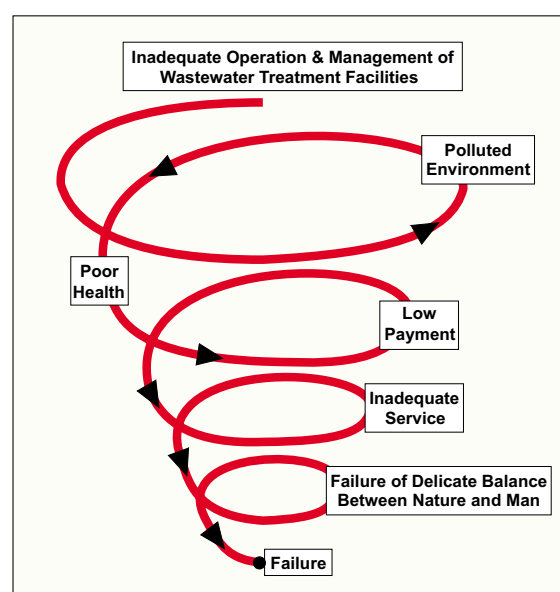 Inadequate Operation & Management of
Wastewater Treatment Facilities
Polluted
Environment
Poor
Health
Low
Payment
Inadequate
Service
Failure of Delicate Balance
Between Nature and Man
Failure